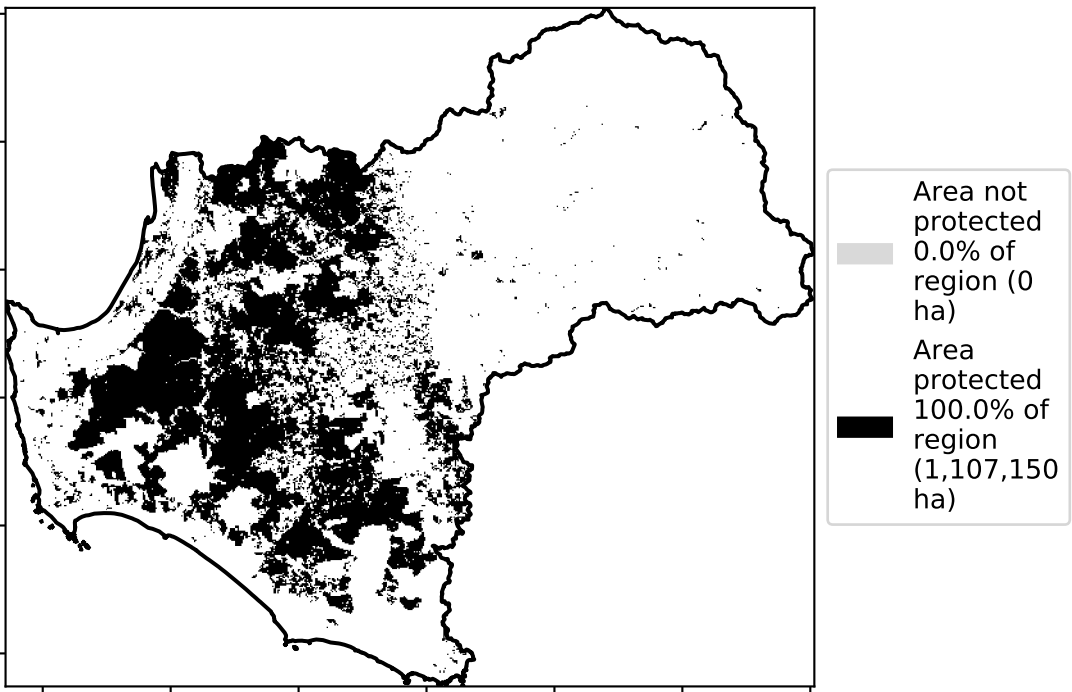 Area not
protected
0.0% of
region (0
ha)
Area
protected
100.0% of
region
(1,107,150
ha)